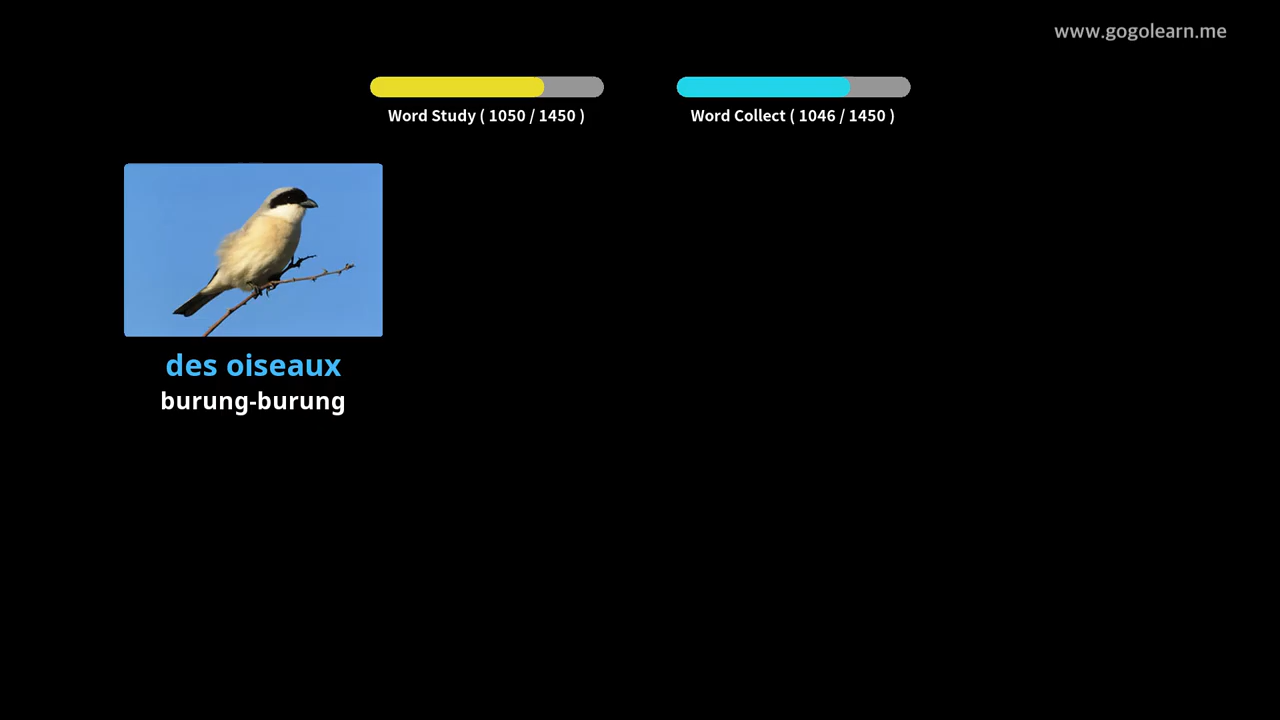 www.gogolearn.me
Word Study ( 1050 / 1450 )
Word Collect ( 1046 / 1450 )
des oiseaux
burung-burung